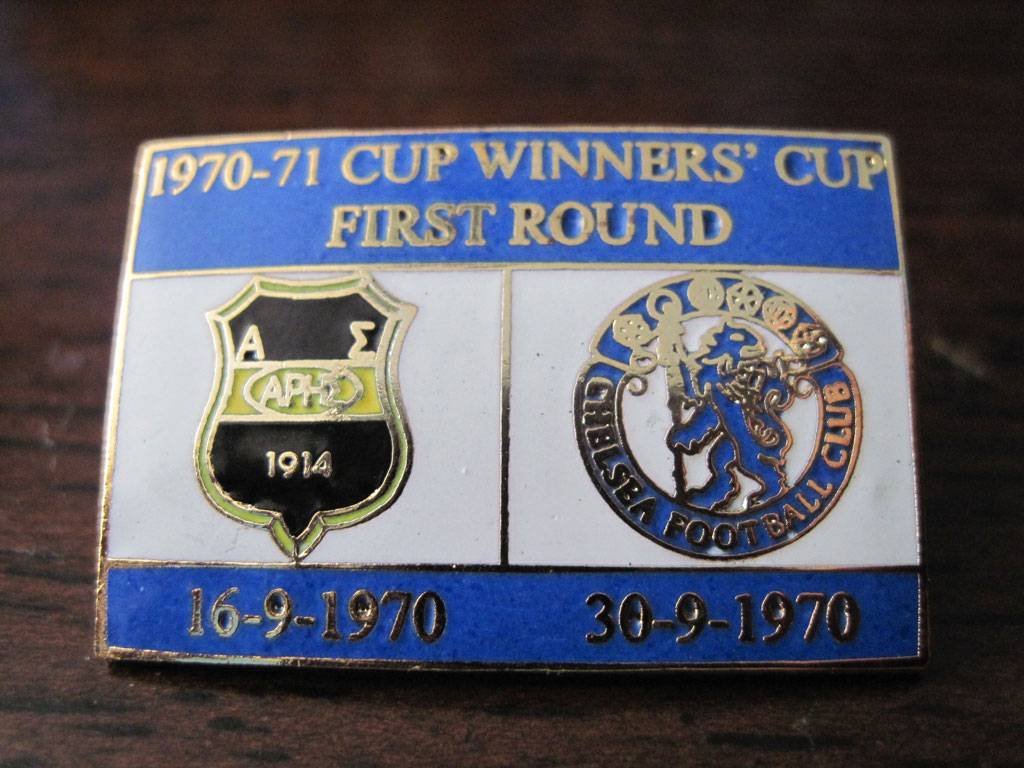 1970-71 CUP WINNERS' CUP
FIRST ROUND
Α Σ
ΑΡΗΣ
1914
CHELSEA FOOTBALL CLUB
16-9-1970
30-9-1970